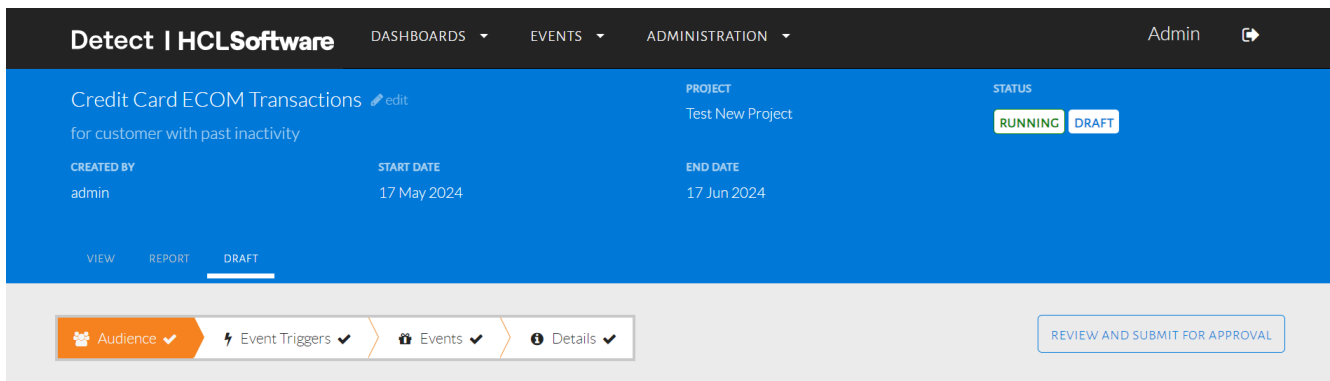 Detect | HCLSoftware DASHBOARDS EVENTS ADMINISTRATION Admin
Credit Card ECOM Transactions edit
for customer with past inactivity
PROJECT
Test New Project
STATUS
RUNNING DRAFT
CREATED BY
admin
START DATE
17 May 2024
END DATE
17 Jun 2024
VIEW REPORT DRAFT
Audience Event Triggers Events Details
REVIEW AND SUBMIT FOR APPROVAL